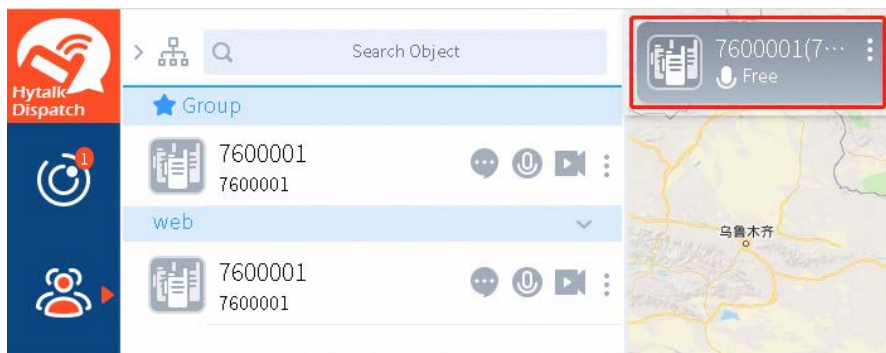 Hytalk
Dispatch
1
Search Object
Group
7600001
7600001
web
7600001
7600001
7600001(7···
Free
乌鲁木齐